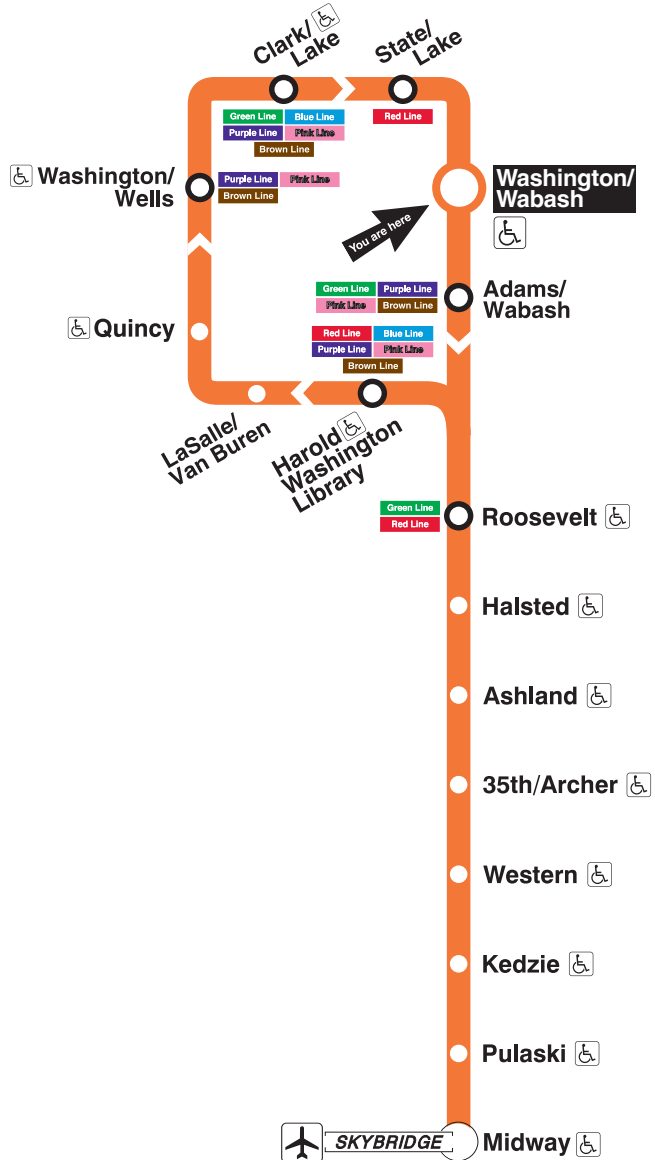 Clark/
Lake
State/
Lake
Green Line Blue Line
Purple Line Pink Line
Brown Line
Red Line
Washington/
Wells
Purple Line Pink Line
Brown Line
Washington/
Wabash
You are here
Green Line Purple Line
Pink Line Brown Line
Adams/
Wabash
Quincy
Red Line Blue Line
Purple Line Pink Line
Brown Line
LaSalle/
Van Buren
Harold
Washington
Library
Green Line
Red Line
Roosevelt
Halsted
Ashland
35th/Archer
Western
Kedzie
Pulaski
SKYBRIDGE
Midway